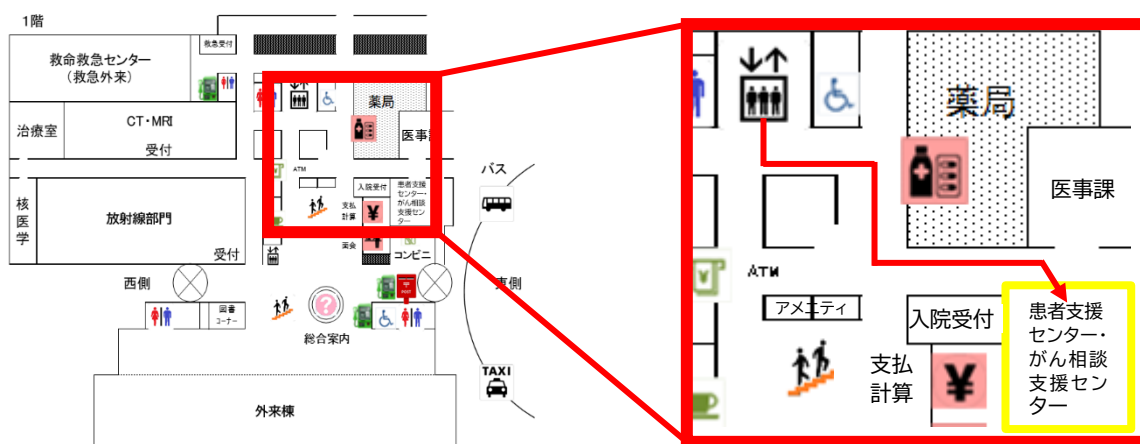 1階
救急受付
救命救急センター
(救急外来)
治療室
CT・MRI
受付
薬局
医事課
ATM
バス
核医学
放射線部門
受付
入院受付
患者支援
センター・
がん相談
支援セン
ター
支払
計算
¥
面会
¥
コンビニ
西側
東側
POST
図書
コーナー
?
総合案内
TAXI
外来棟
薬局
医事課
¥
ATM
アメニティ
入院受付
支払
計算
¥
患者支援
センター・
がん相談
支援セン
ター